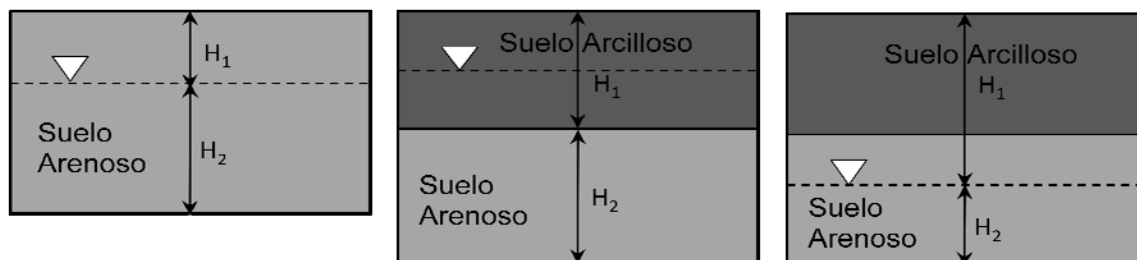 H₁
Suelo
Arenoso
H₂
Suelo Arcilloso
H₁
Suelo
Arenoso
H₂
Suelo Arcilloso
H₁
Suelo
Arenoso
H₂